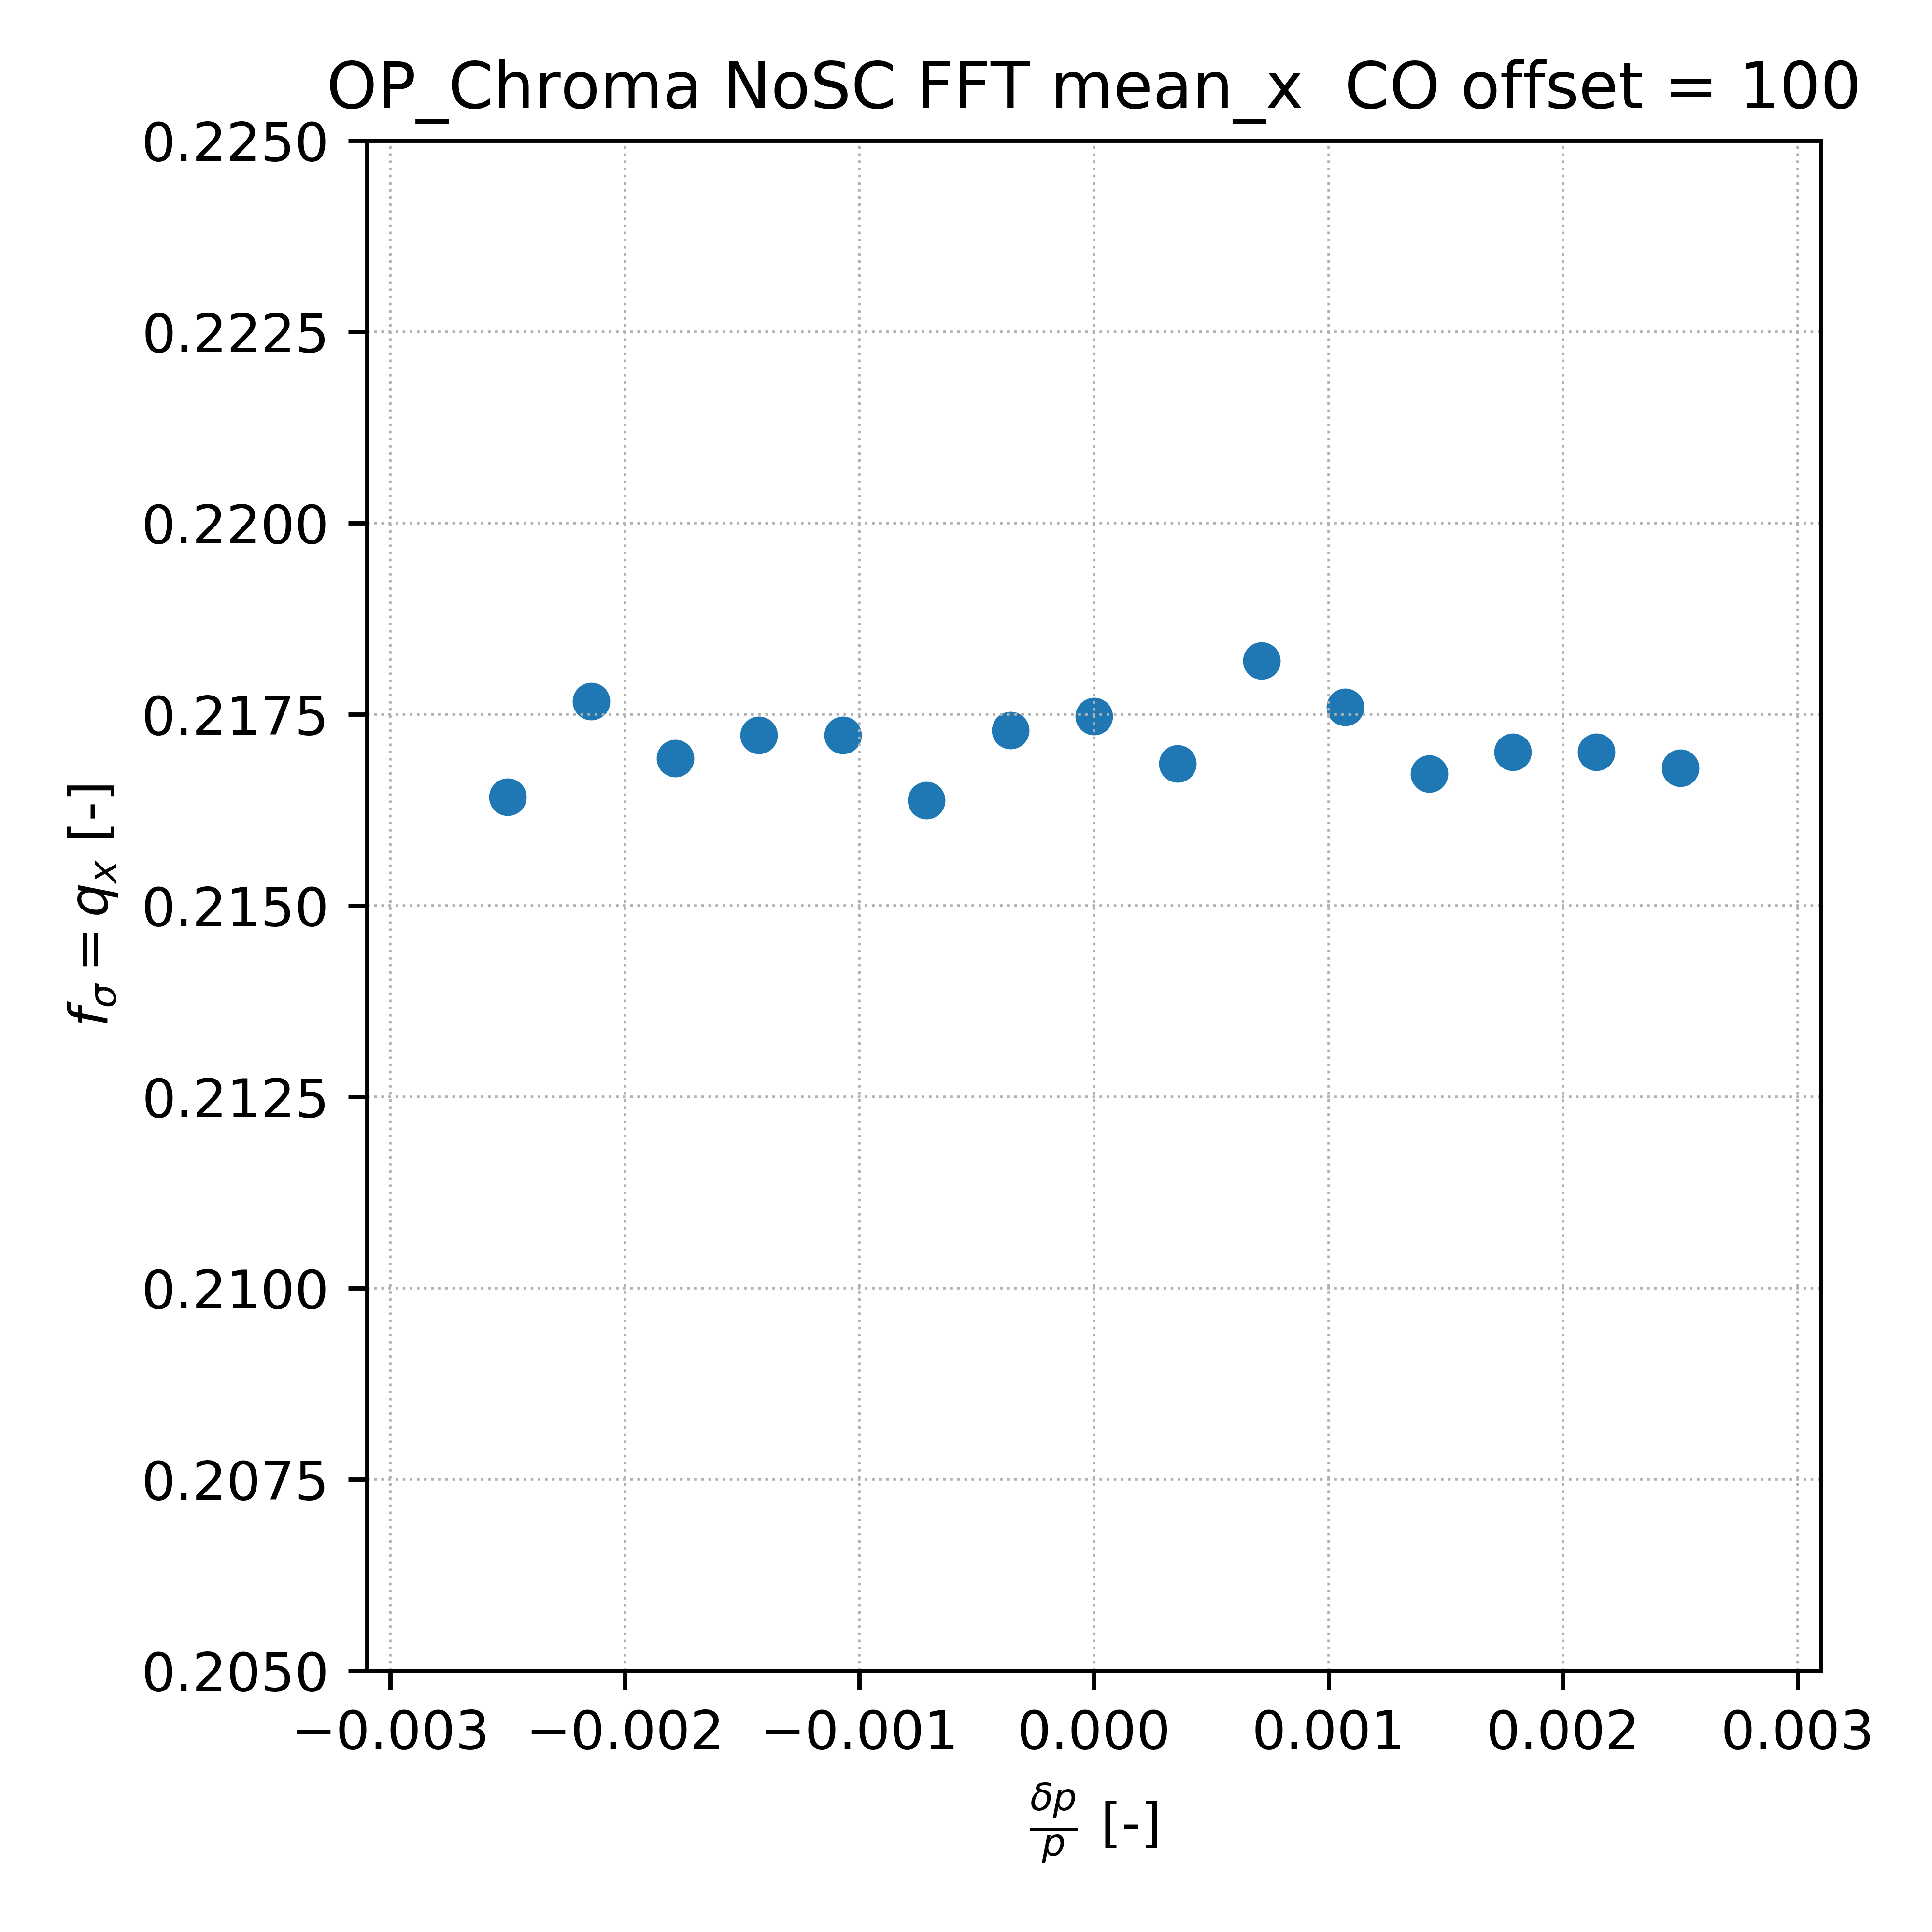 OP_Chroma NoSC FFT mean_x  CO offset = 100
0.2250
0.2225
0.2200
0.2175
0.2150
0.2125
0.2100
0.2075
0.2050
f_σ = q_x [-]
−0.003 −0.002 −0.001 0.000 0.001 0.002 0.003
δp/p [-]